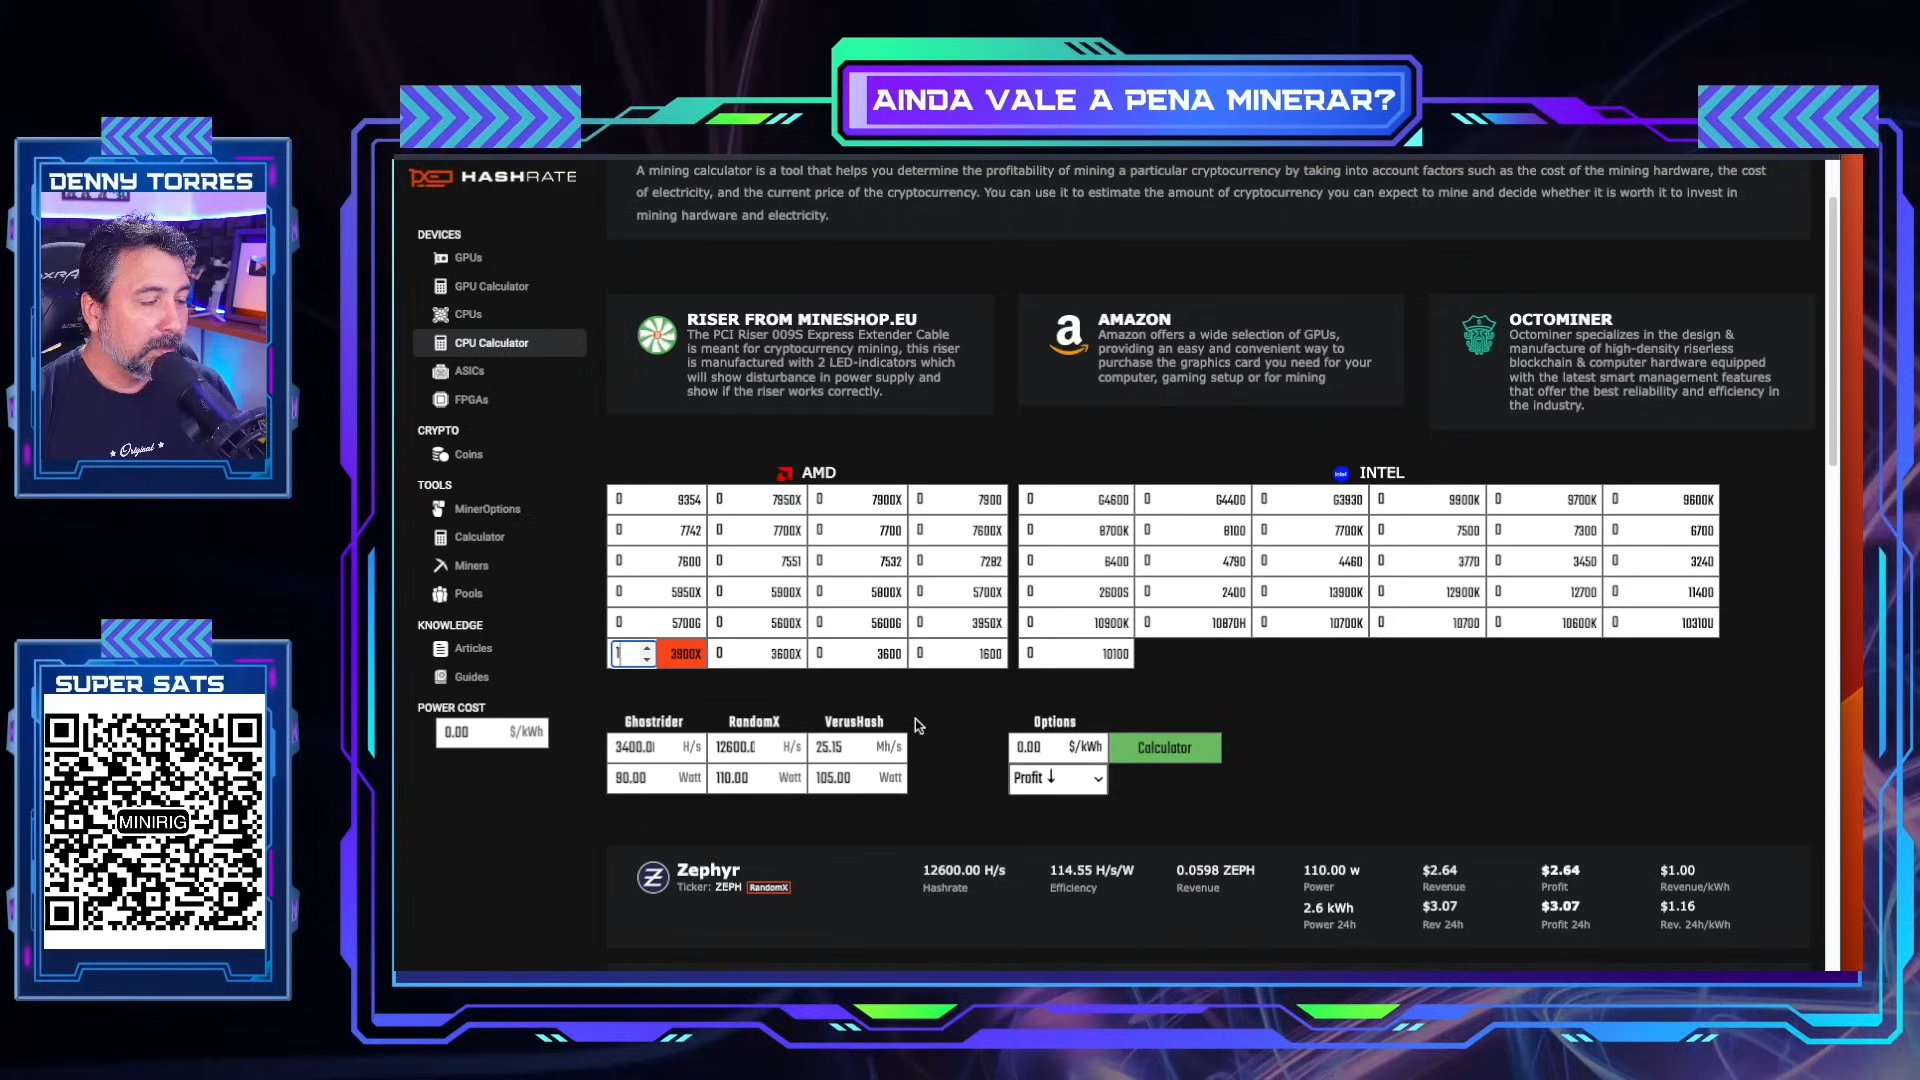 AINDA VALE A PENA MINERAR?
DENNY TORRES
Original
SUPER SATS
MINIRIG
HASHRATE
DEVICES
GPUs
GPU Calculator
CPUs
CPU Calculator
ASICs
FPGAs
CRYPTO
Coins
TOOLS
MinerOptions
Calculator
Miners
Pools
KNOWLEDGE
Articles
Guides
POWER COST
0.00 $/kWh
A mining calculator is a tool that helps you determine the profitability of mining a particular cryptocurrency by taking into account factors such as the cost of the mining hardware, the cost
of electricity, and the current price of the cryptocurrency. You can use it to estimate the amount of cryptocurrency you can expect to mine and decide whether it is worth it to invest in
mining hardware and electricity.
RISER FROM MINESHOP.EU
The PCI Riser 009S Express Extender Cable
is meant for cryptocurrency mining, this riser
is manufactured with 2 LED-indicators which
will show disturbance in power supply and
show if the riser works correctly.
AMAZON
Amazon offers a wide selection of GPUs,
providing an easy and convenient way to
purchase the graphics card you need for your
computer, gaming setup or for mining
OCTOMINER
Octominer specializes in the design &
manufacture of high-density riserless
blockchain & computer hardware equipped
with the latest smart management features
that offer the best reliability and efficiency in
the industry.
AMD
0 9354 0 7950X 0 7900X 0 7900
0 7742 0 7700X 0 7700 0 7600X
0 7600 0 7551 0 7532 0 7282
0 5950X 0 5900X 0 5800X 0 5700X
0 5700G 0 5600X 0 5600G 0 3950X
1 3900X 0 3600X 0 3600 0 1600
intel INTEL
0 G4600 0 G4400 0 G3930 0 9900K 0 9700K 0 9600K
0 8700K 0 8100 0 7700K 0 7500 0 7300 0 6700
0 6400 0 4790 0 4460 0 3770 0 3450 0 3240
0 2600S 0 2400 0 13900K 0 12900K 0 12700 0 11400
0 10900K 0 10870H 0 10700K 0 10700 0 10600K 0 10310U
0 10100
Ghostrider RandomX VerusHash Options
3400.0 H/s 12600.0 H/s 25.15 Mh/s 0.00 $/kWh Calculator
90.00 Watt 110.00 Watt 105.00 Watt Profit ↓
Zephyr 12600.00 H/s 114.55 H/s/W 0.0598 ZEPH 110.00 w $2.64 $2.64 $1.00
Ticker: ZEPH RandomX Hashrate Efficiency Revenue Power Revenue Profit Revenue/kWh
2.6 kWh $3.07 $3.07 $1.16
Power 24h Rev 24h Profit 24h Rev. 24h/kWh